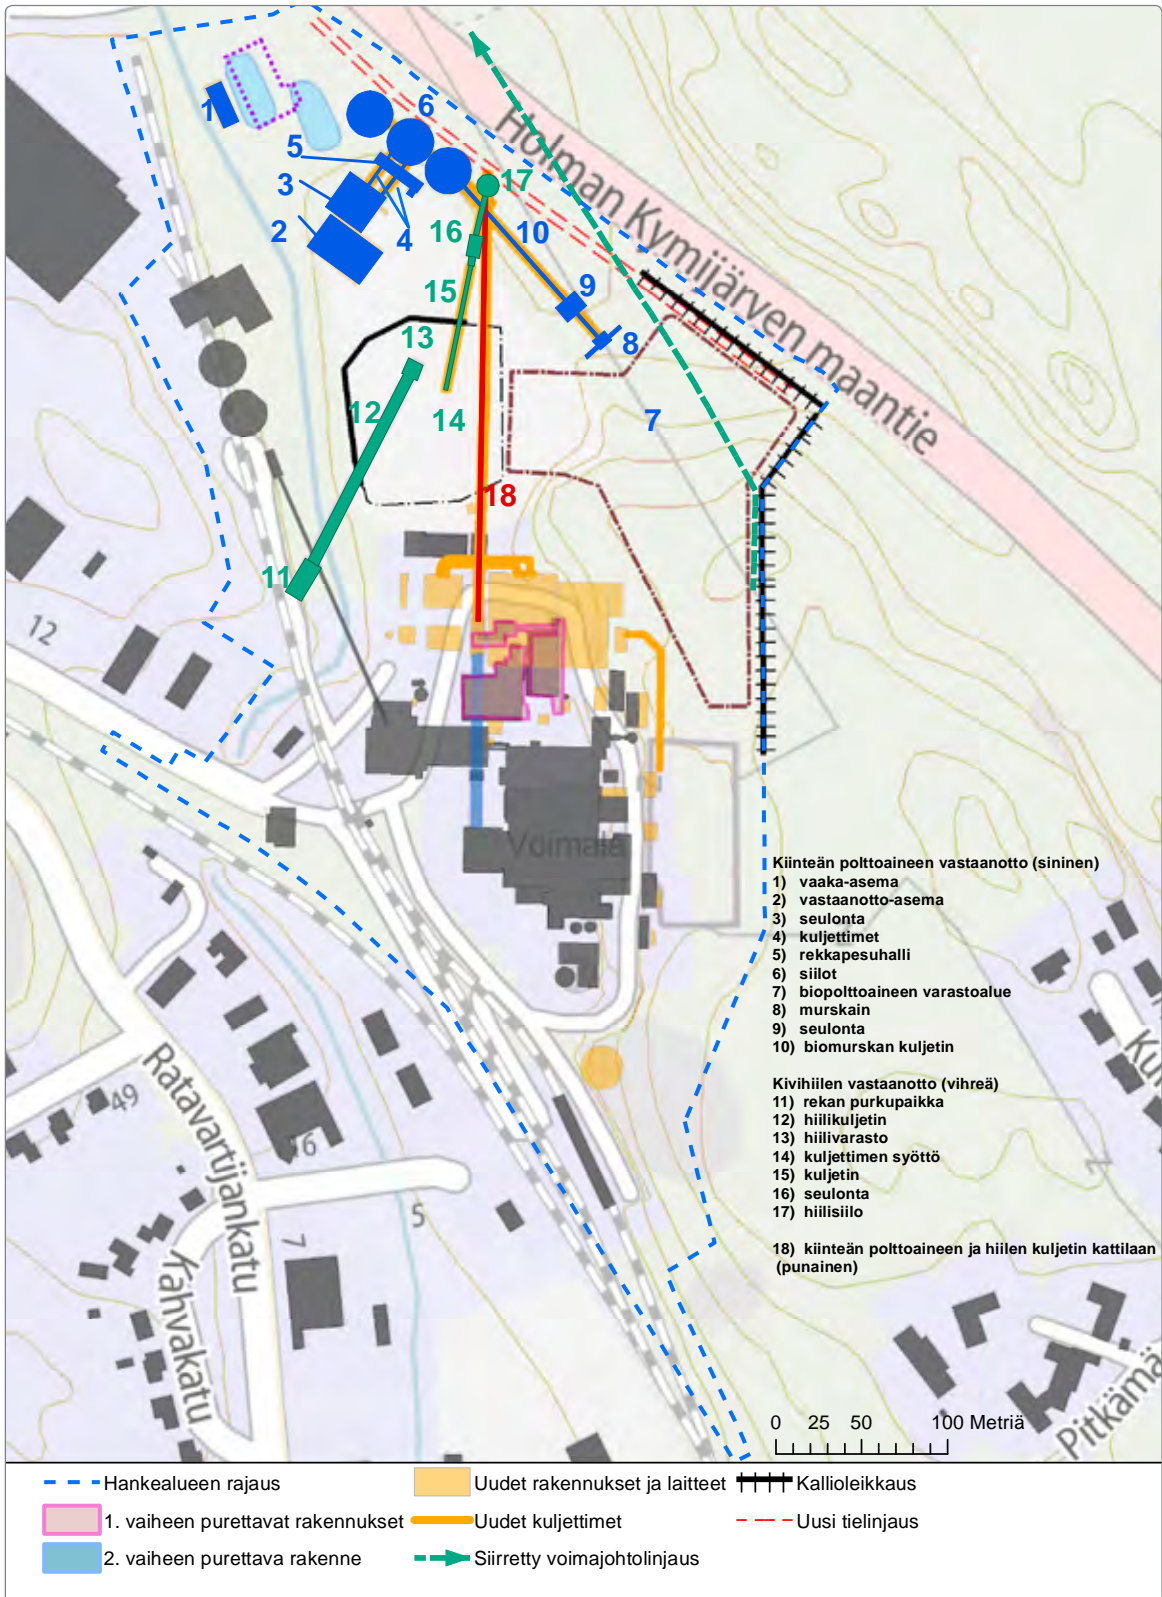 1
6
5
3
2
4
17
16
10
15
9
8
13
12
14
7
18
11
Holman Kymijärven maantie
12
Voimala
Kiinteän polttoaineen vastaanotto (sininen)
1) vaaka-asema
2) vastaanotto-asema
3) seulonta
4) kuljettimet
5) rekkapesuhalli
6) siilot
7) biopolttoaineen varastoalue
8) murskain
9) seulonta
10) biomurskan kuljetin
Kivihiilen vastaanotto (vihreä)
11) rekan purkupaikka
12) hiilikuljetin
13) hiilivarasto
14) kuljettimen syöttö
15) kuljetin
16) seulonta
17) hiilisiilo
18) kiinteän polttoaineen ja hiilen kuljetin kattilaan
(punainen)
Ratavartijankatu
49
16
5
7
Kahvakatu
Pitkämä
0 25 50 100 Metriä
Hankealueen rajaus
Uudet rakennukset ja laitteet
Kallioleikkaus
1. vaiheen purettavat rakennukset
Uudet kuljettimet
Uusi tielinjaus
2. vaiheen purettava rakenne
Siirretty voimajohtolinjaus